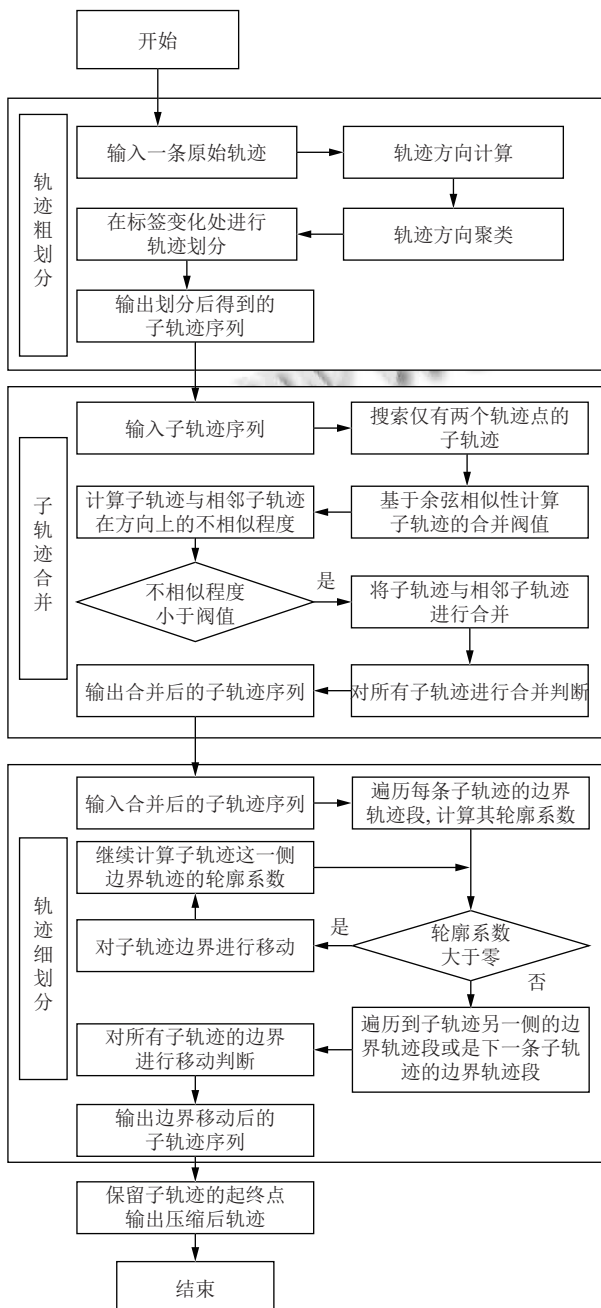 开始
轨迹粗划分
输入一条原始轨迹
轨迹方向计算
轨迹方向聚类
在标签变化处进行
轨迹划分
输出划分后得到的
子轨迹序列
子轨迹合并
输入子轨迹序列
搜索仅有两个轨迹点的
子轨迹
基于余弦相似性计算
子轨迹的合并阀值
计算子轨迹与相邻子轨迹
在方向上的不相似程度
不相似程度
小于阀值
是
将子轨迹与相邻子轨迹
进行合并
对所有子轨迹进行合并判断
输出合并后的子轨迹序列
轨迹细划分
输入合并后的子轨迹序列
遍历每条子轨迹的边界
轨迹段, 计算其轮廓系数
继续计算子轨迹这一侧
边界轨迹的轮廓系数
轮廓系数
大于零
是
对子轨迹边界进行移动
否
遍历到子轨迹另一侧的边
界轨迹段或是下一条子轨
迹的边界轨迹段
对所有子轨迹的边界
进行移动判断
输出边界移动后的
子轨迹序列
保留子轨迹的起终点
输出压缩后轨迹
结束